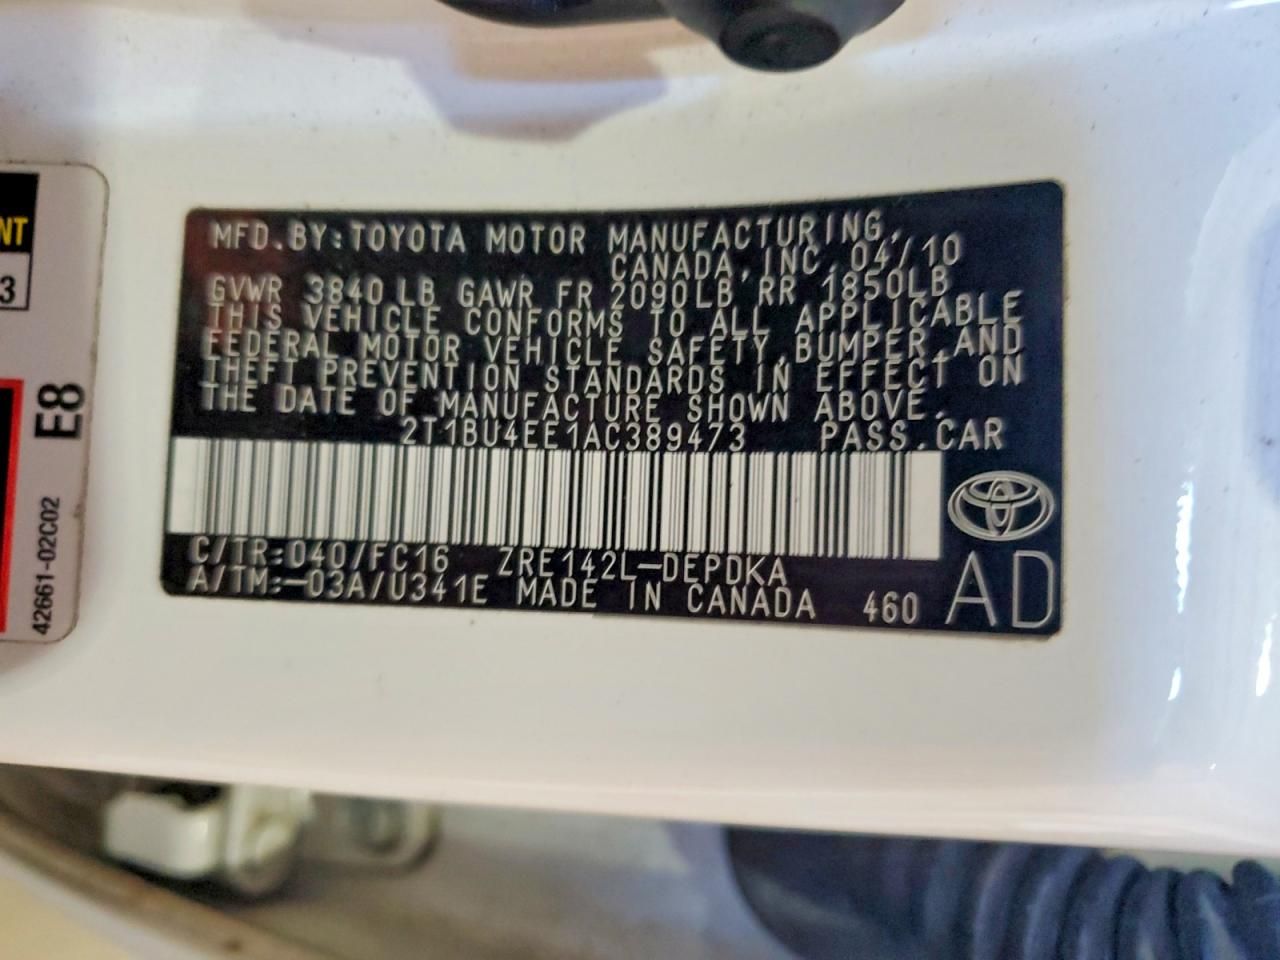 MFD.BY:TOYOTA MOTOR MANUFACTURING,
CANADA,INC.04/10
GVWR 3840LB GAWR FR 2090LB RR 1850LB
THIS VEHICLE CONFORMS TO ALL APPLICABLE
FEDERAL MOTOR VEHICLE SAFETY,BUMPER AND
THEFT PREVENTION STANDARDS IN EFFECT ON
THE DATE OF MANUFACTURE SHOWN ABOVE.
2T1BU4EE1AC389473 PASS.CAR
C/TR:040/FC16 ZRE142L-DEPDKA
A/TM:-03A/U341E MADE IN CANADA 460
AD
NT
3
E8
42661-02C02